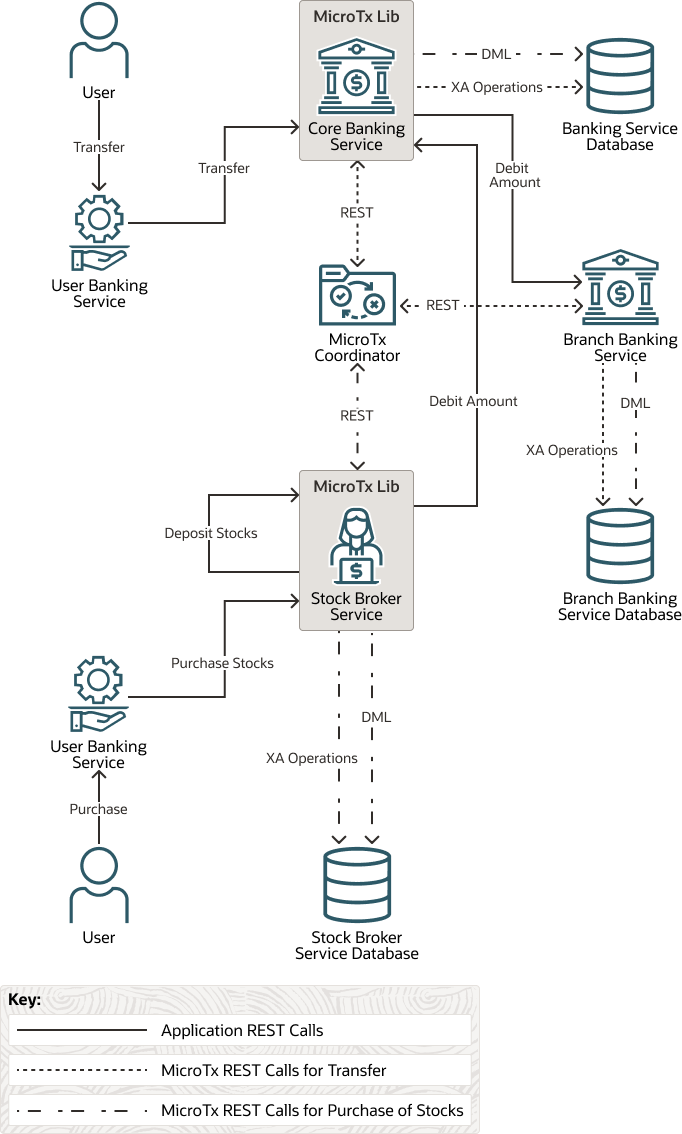 MicroTx Lib
DML
XA Operations
User
Core Banking
Service
Banking Service
Database
Transfer
Transfer
Debit
Amount
REST
User Banking
Service
REST
MicroTx
Coordinator
Branch Banking
Service
REST
Debit Amount
DML
XA Operations
MicroTx Lib
Deposit Stocks
Stock Broker
Service
Branch Banking
Service Database
Purchase Stocks
DML
User Banking
Service
XA Operations
Purchase
User
Stock Broker
Service Database
Key:
Application REST Calls
MicroTx REST Calls for Transfer
MicroTx REST Calls for Purchase of Stocks